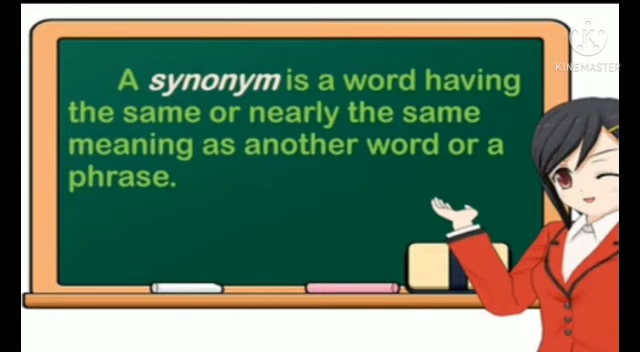 A synonym is a word having
the same or nearly the same
meaning as another word or a
phrase.
KINEMASTER